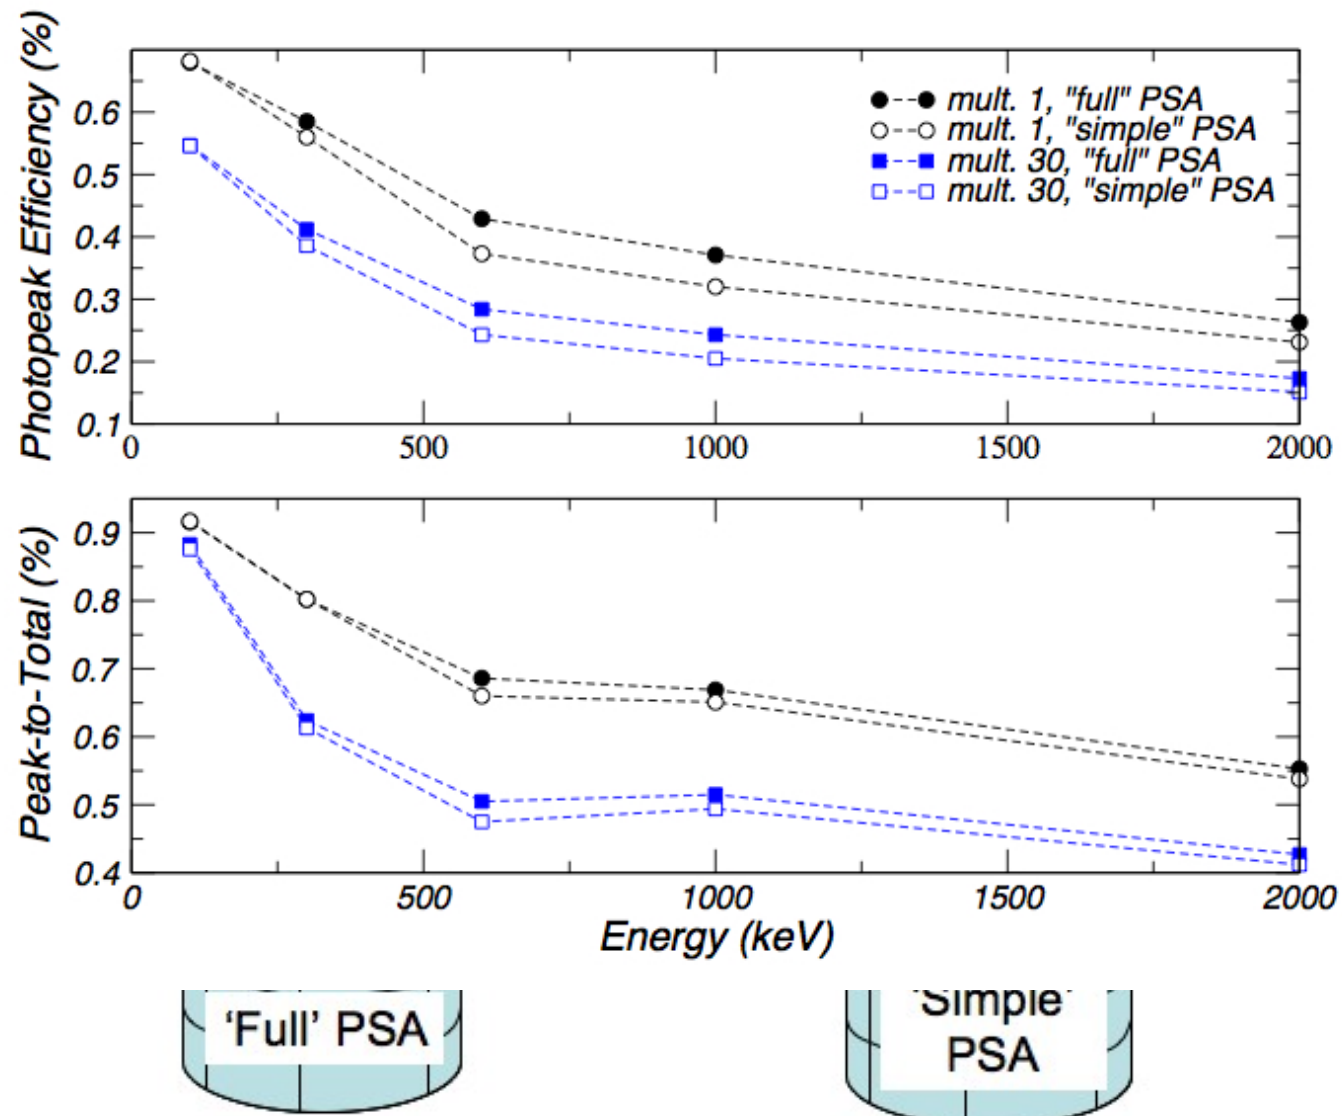 Photopeak Efficiency (%)
0.6
0.5
0.4
0.3
0.2
0.1
mult. 1, "full" PSA
mult. 1, "simple" PSA
mult. 30, "full" PSA
mult. 30, "simple" PSA
0 500 1000 1500 2000
Peak-to-Total (%)
0.9
0.8
0.7
0.6
0.5
0.4
0 500 1000 1500 2000
Energy (keV)
‘Full’ PSA
‘Simple’
PSA